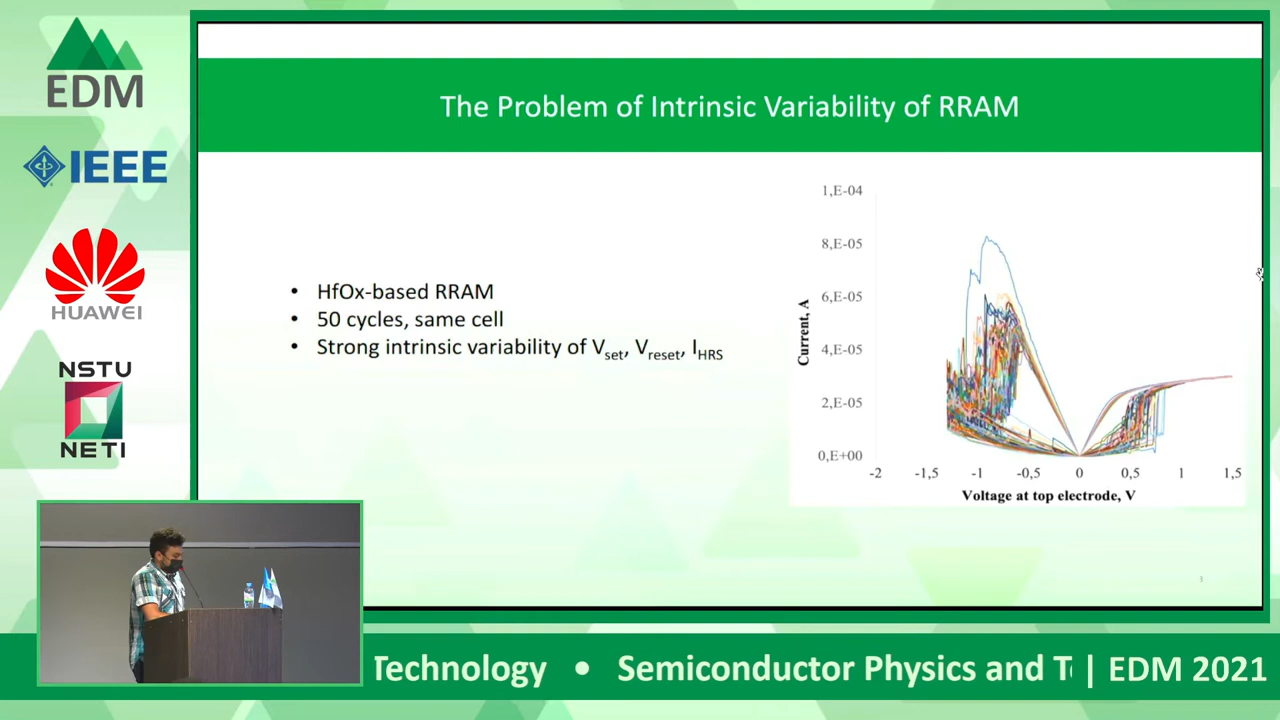 EDM
IEEE
HUAWEI
NSTU
NETI
The Problem of Intrinsic Variability of RRAM
• HfOx-based RRAM
• 50 cycles, same cell
• Strong intrinsic variability of Vset, Vreset, IHRS
1,E-04
8,E-05
6,E-05
4,E-05
2,E-05
0,E+00
Current, A
-2 -1,5 -1 -0,5 0 0,5 1 1,5
Voltage at top electrode, V
3
Technology • Semiconductor Physics and T | EDM 2021